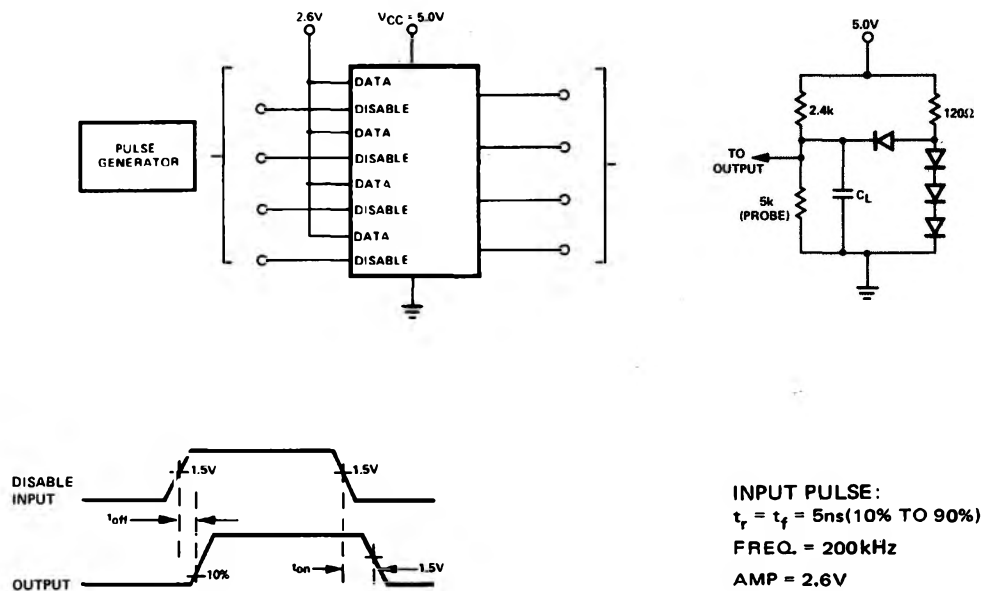 2.6V
VCC = 5.0V
PULSE
GENERATOR
DATA
DISABLE
DATA
DISABLE
DATA
DISABLE
DATA
DISABLE
5.0V
2.4k
120Ω
TO
OUTPUT
5k
(PROBE)
CL
DISABLE
INPUT
1.5V
1.5V
toff
OUTPUT
10%
ton
1.5V
INPUT PULSE:
tr = tf = 5ns(10% TO 90%)
FREQ. = 200kHz
AMP = 2.6V